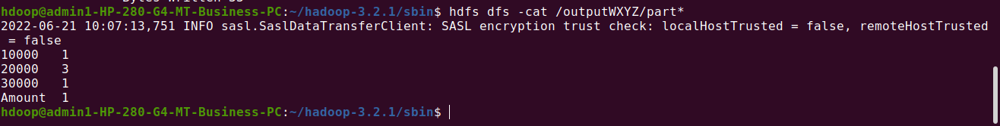 Bytes Written=53
hdoop@admin1-HP-280-G4-MT-Business-PC:~/hadoop-3.2.1/sbin$ hdfs dfs -cat /outputWXYZ/part*
2022-06-21 10:07:13,751 INFO sasl.SaslDataTransferClient: SASL encryption trust check: localHostTrusted = false, remoteHostTrusted
 = false
10000   1
20000   3
30000   1
Amount  1
hdoop@admin1-HP-280-G4-MT-Business-PC:~/hadoop-3.2.1/sbin$